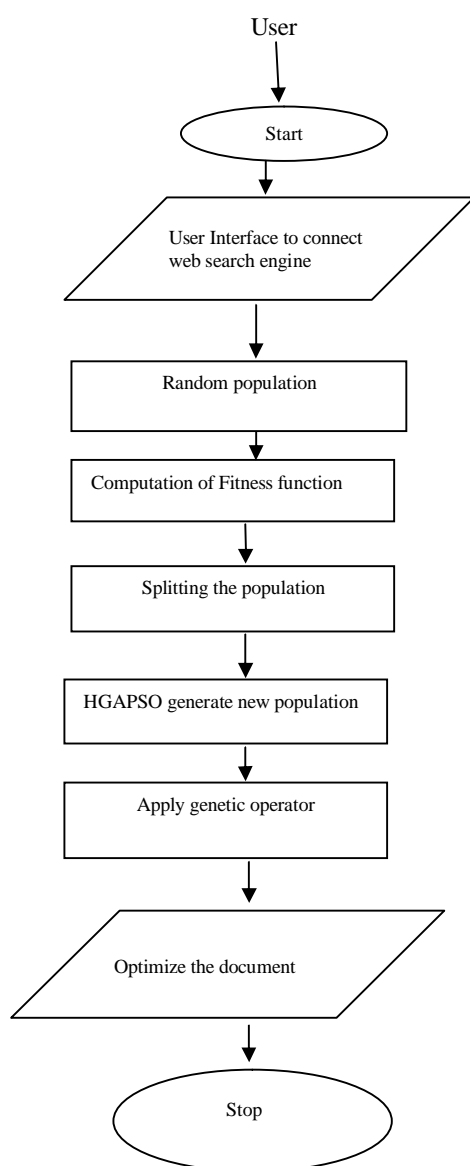 User
Start
User Interface to connect
web search engine
Random population
Computation of Fitness function
Splitting the population
HGAPSO generate new population
Apply genetic operator
Optimize the document
Stop